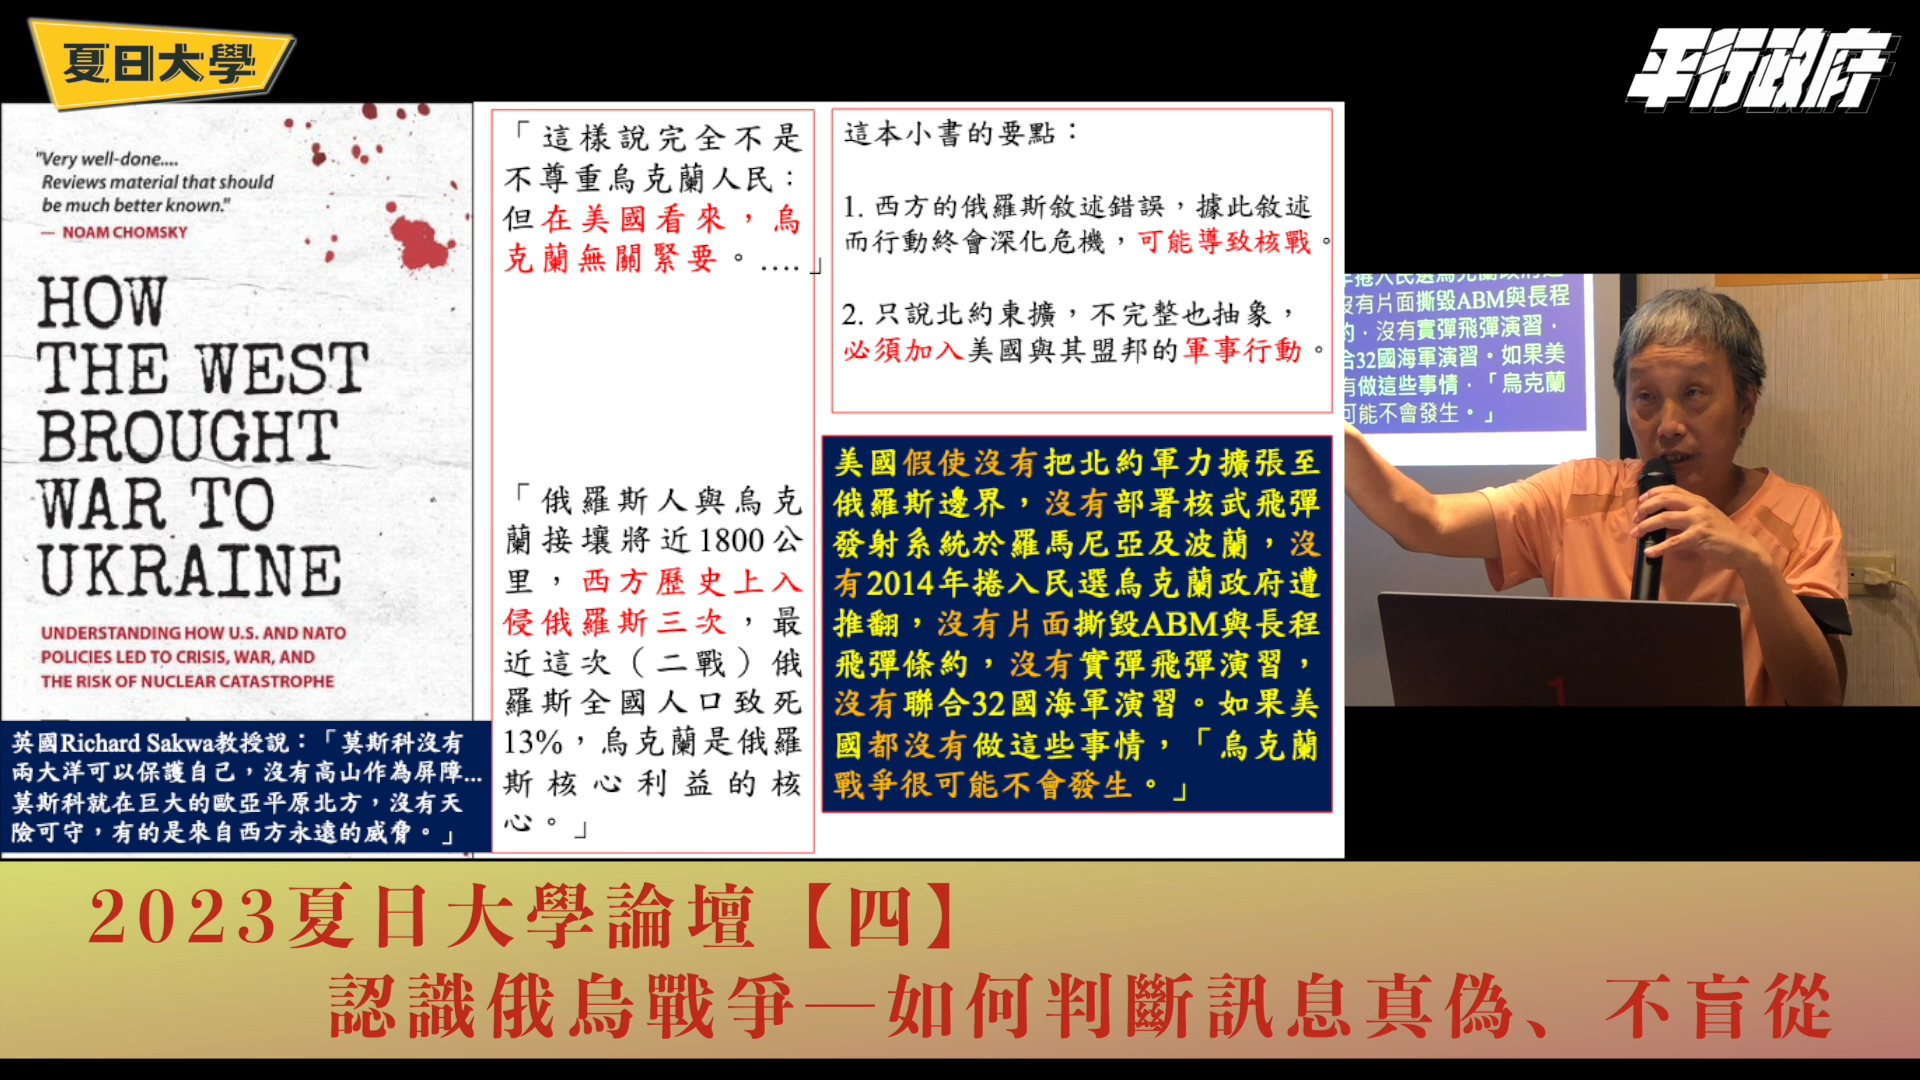 夏日大學
平行政府
"Very well-done....
Reviews material that should
be much better known."
— NOAM CHOMSKY
HOW
THE WEST
BROUGHT
WAR TO
UKRAINE
UNDERSTANDING HOW U.S. AND NATO
POLICIES LED TO CRISIS, WAR, AND
THE RISK OF NUCLEAR CATASTROPHE
英國Richard Sakwa教授說：「莫斯科沒有
兩大洋可以保護自己，沒有高山作為屏障...
莫斯科就在巨大的歐亞平原北方，沒有天
險可守，有的是來自西方永遠的威脅。」
「這樣說完全不是
不尊重烏克蘭人民：
但在美國看來，烏
克蘭無關緊要。....」
「俄羅斯人與烏克
蘭接壤將近1800公
里，西方歷史上入
侵俄羅斯三次，最
近這次（二戰）俄
羅斯全國人口致死
13%，烏克蘭是俄羅
斯核心利益的核
心。」
這本小書的要點：
1. 西方的俄羅斯敘述錯誤，據此敘述
而行動終會深化危機，可能導致核戰。
2. 只說北約東擴，不完整也抽象，
必須加入美國與其盟邦的軍事行動。
美國假使沒有把北約軍力擴張至
俄羅斯邊界，沒有部署核武飛彈
發射系統於羅馬尼亞及波蘭，沒
有2014年捲入民選烏克蘭政府遭
推翻，沒有片面撕毀ABM與長程
飛彈條約，沒有實彈飛彈演習，
沒有聯合32國海軍演習。如果美
國都沒有做這些事情，「烏克蘭
戰爭很可能不會發生。」
沒有片面撕毀ABM與長程
約，沒有實彈飛彈演習，
合32國海軍演習。如果美
有做這些事情，「烏克蘭
可能不會發生。」
2023夏日大學論壇【四】
認識俄烏戰爭—如何判斷訊息真偽、不盲從